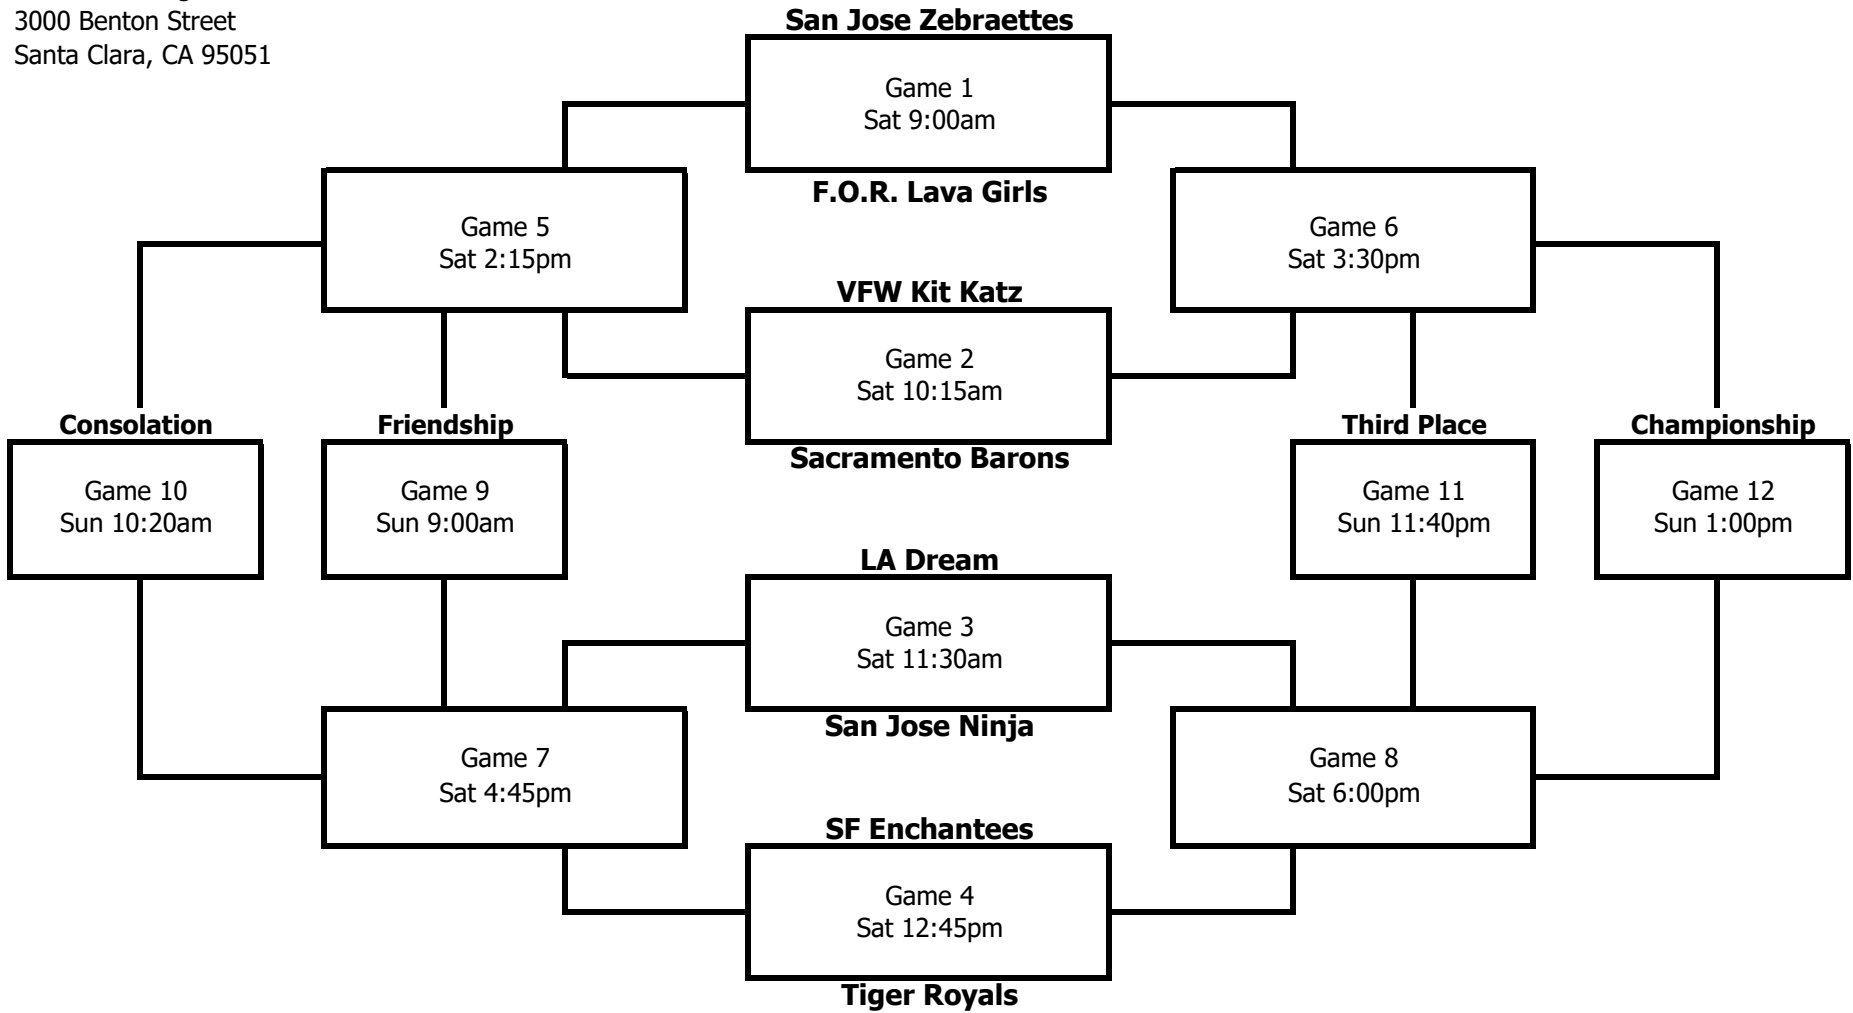 3000 Benton Street
Santa Clara, CA 95051
San Jose Zebraettes
Game 1
Sat 9:00am
F.O.R. Lava Girls
Game 5
Sat 2:15pm
Game 6
Sat 3:30pm
VFW Kit Katz
Game 2
Sat 10:15am
Sacramento Barons
Consolation
Game 10
Sun 10:20am
Friendship
Game 9
Sun 9:00am
Third Place
Game 11
Sun 11:40pm
Championship
Game 12
Sun 1:00pm
LA Dream
Game 3
Sat 11:30am
San Jose Ninja
Game 7
Sat 4:45pm
Game 8
Sat 6:00pm
SF Enchantees
Game 4
Sat 12:45pm
Tiger Royals